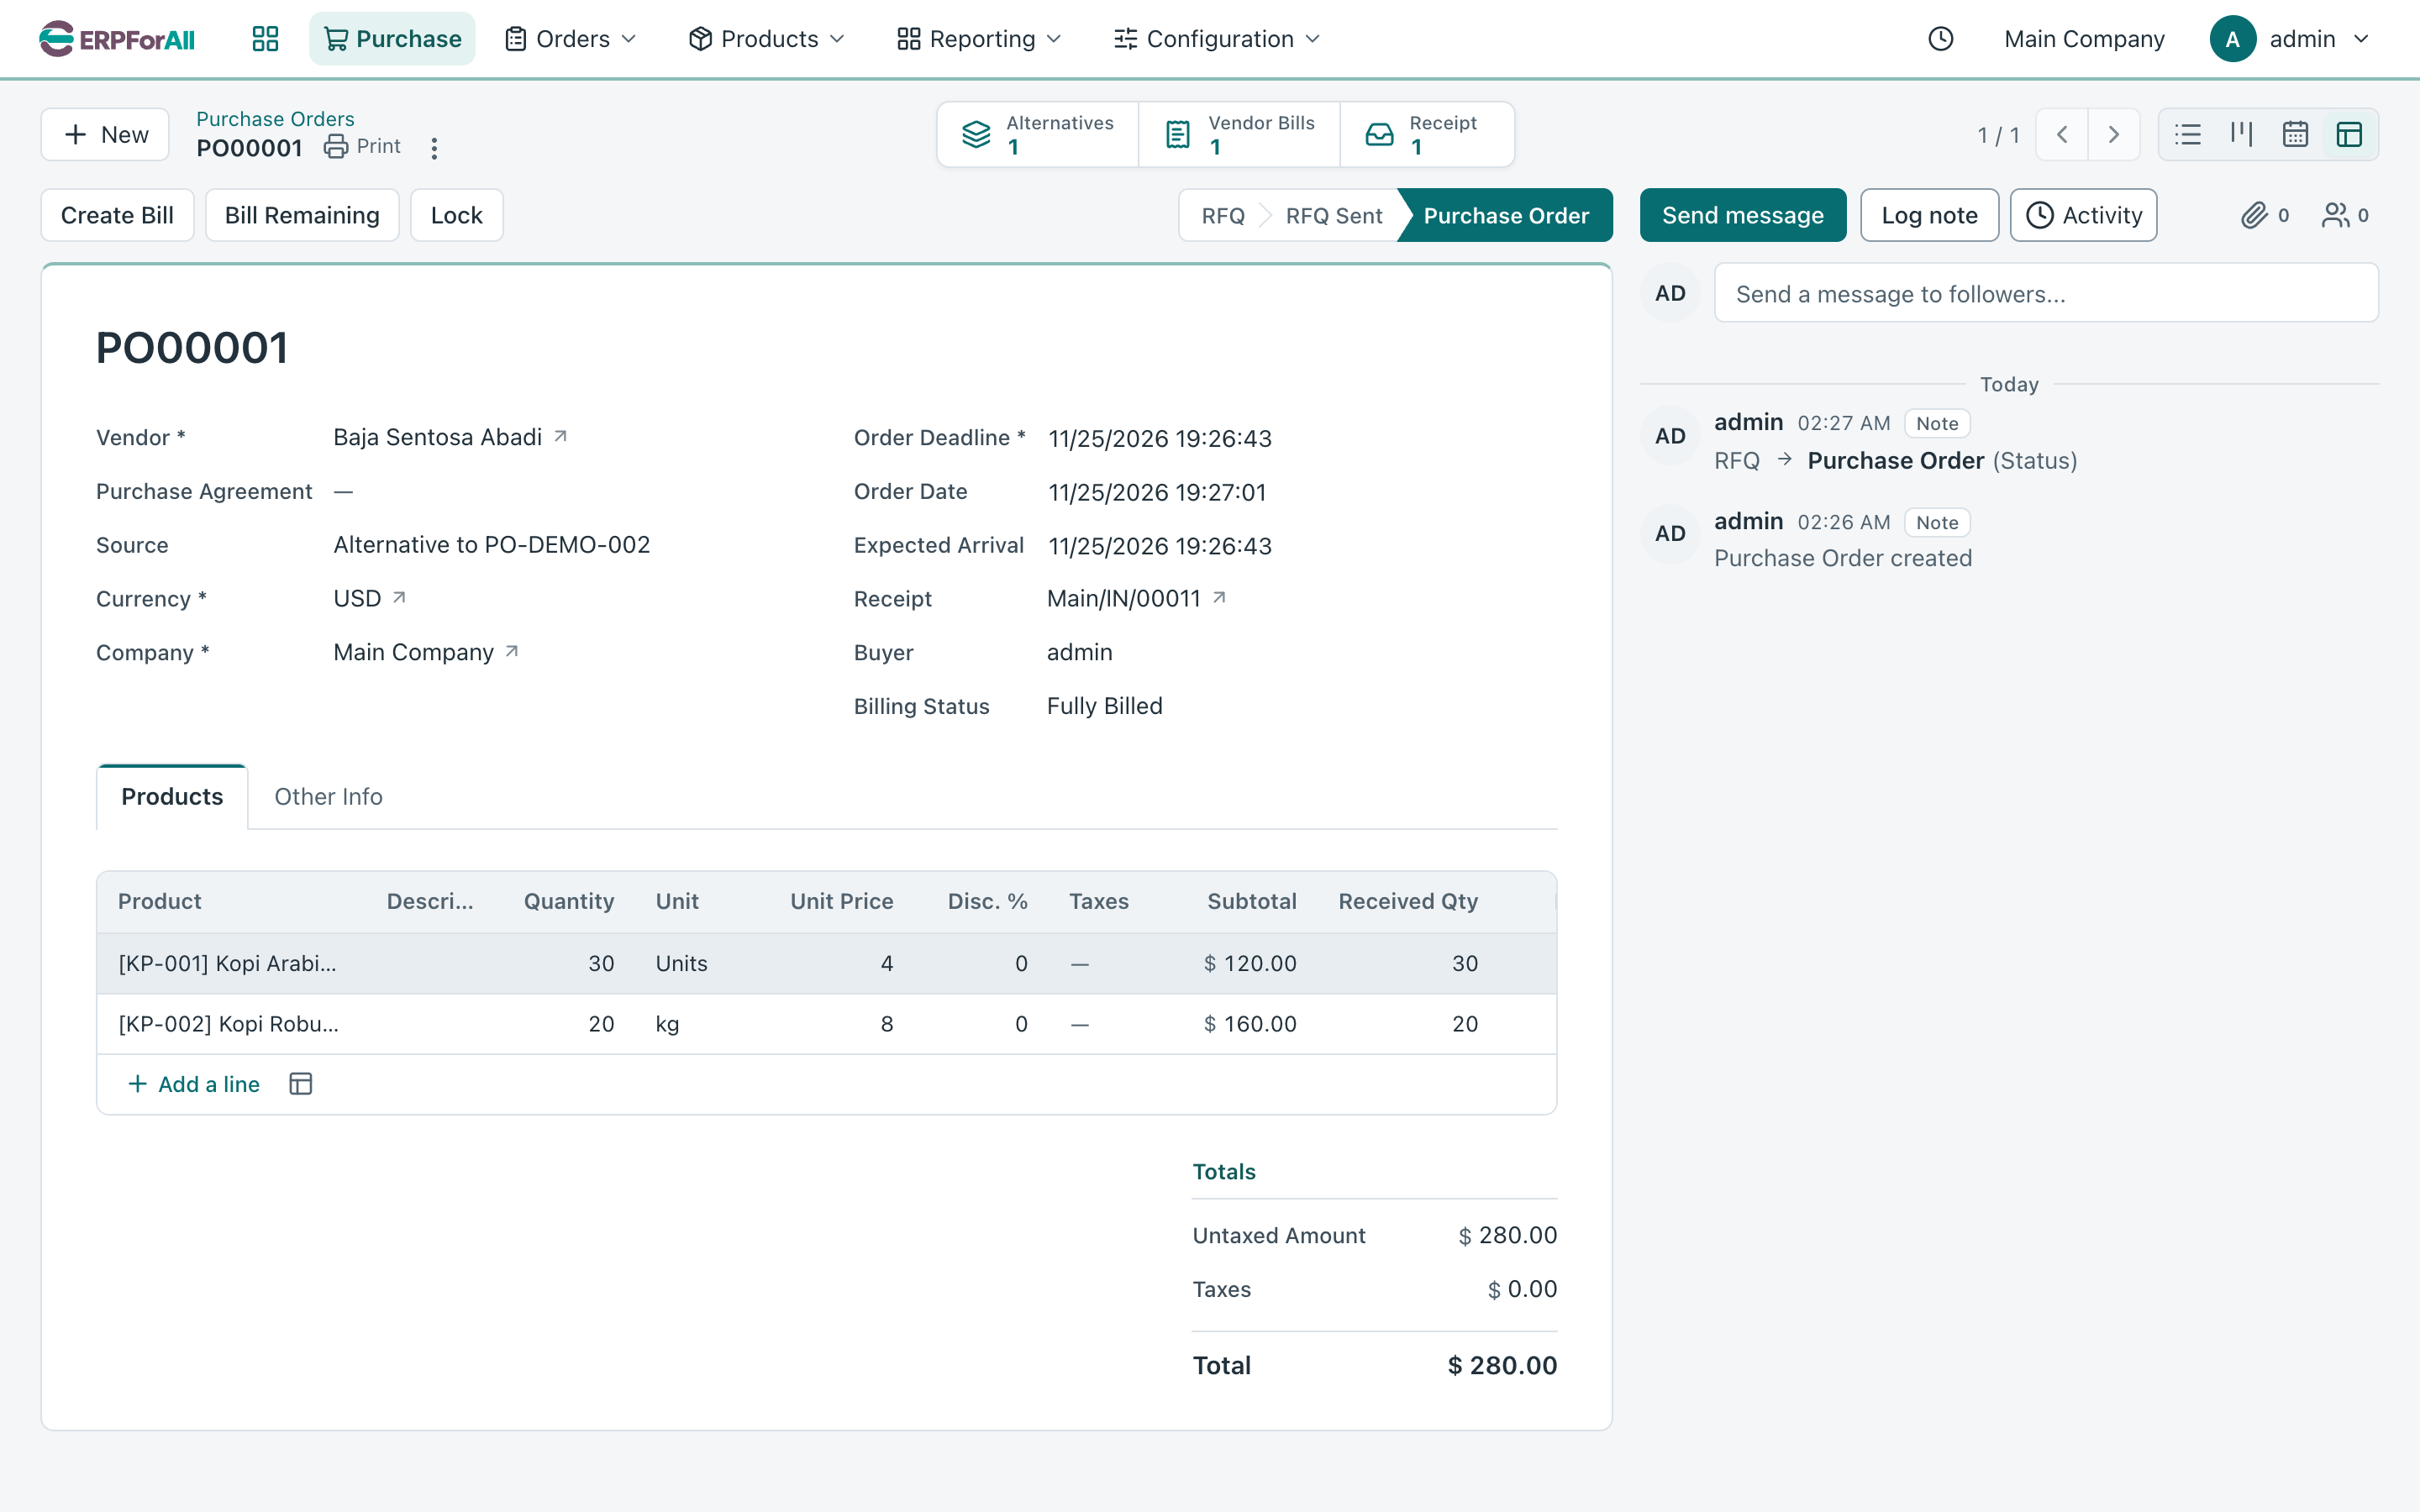 ERPForAll Purchase Orders Products Reporting Configuration Main Company A admin
New
Purchase Orders
PO00001 Print
Alternatives 1
Vendor Bills 1
Receipt 1
1 / 1
Create Bill Bill Remaining Lock
RFQ RFQ Sent Purchase Order
Send message Log note Activity 0 0
PO00001
Vendor * Baja Sentosa Abadi
Purchase Agreement —
Source Alternative to PO-DEMO-002
Currency * USD
Company * Main Company
Order Deadline * 11/25/2026 19:26:43
Order Date 11/25/2026 19:27:01
Expected Arrival 11/25/2026 19:26:43
Receipt Main/IN/00011
Buyer admin
Billing Status Fully Billed
Products Other Info
Product Descri... Quantity Unit Unit Price Disc. % Taxes Subtotal Received Qty
[KP-001] Kopi Arabi... 30 Units 4 0 — $ 120.00 30
[KP-002] Kopi Robu... 20 kg 8 0 — $ 160.00 20
Add a line
Totals
Untaxed Amount $ 280.00
Taxes $ 0.00
Total $ 280.00
AD Send a message to followers...
Today
AD admin 02:27 AM Note
RFQ → Purchase Order (Status)
AD admin 02:26 AM Note
Purchase Order created